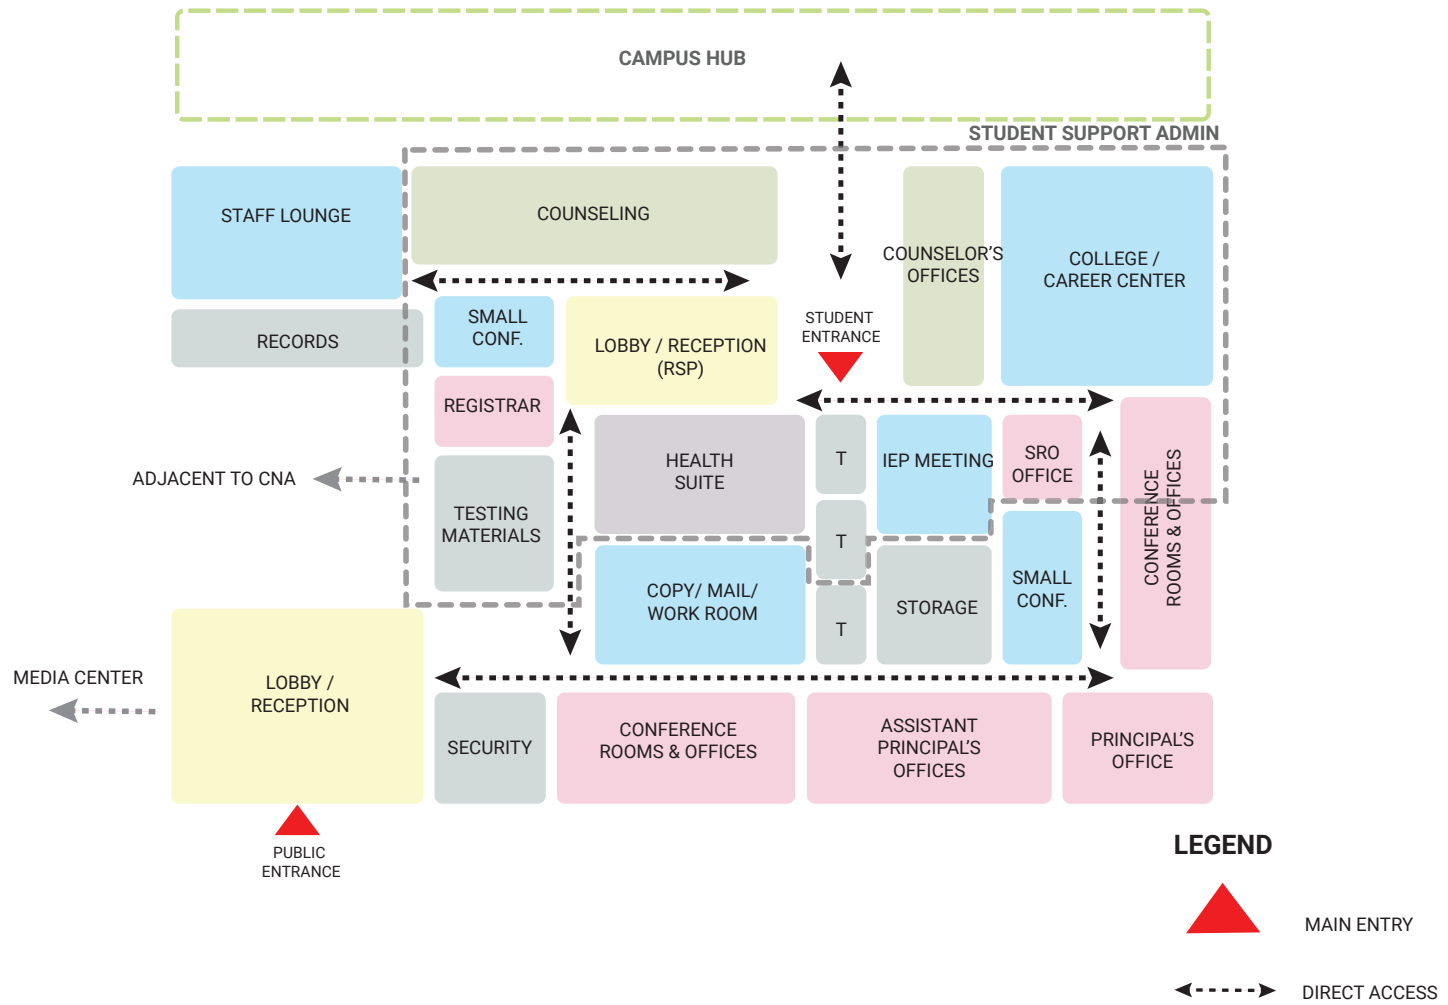 CAMPUS HUB
STUDENT SUPPORT ADMIN
STAFF LOUNGE
COUNSELING
COUNSELOR'S
OFFICES
COLLEGE /
CAREER CENTER
RECORDS
SMALL
CONF.
LOBBY / RECEPTION
(RSP)
STUDENT
ENTRANCE
REGISTRAR
ADJACENT TO CNA
TESTING
MATERIALS
HEALTH
SUITE
T
IEP MEETING
SRO
OFFICE
CONFERENCE
ROOMS & OFFICES
T
COPY/ MAIL/
WORK ROOM
T
STORAGE
SMALL
CONF.
MEDIA CENTER
LOBBY /
RECEPTION
SECURITY
CONFERENCE
ROOMS & OFFICES
ASSISTANT
PRINCIPAL'S
OFFICES
PRINCIPAL'S
OFFICE
PUBLIC
ENTRANCE
LEGEND
MAIN ENTRY
DIRECT ACCESS